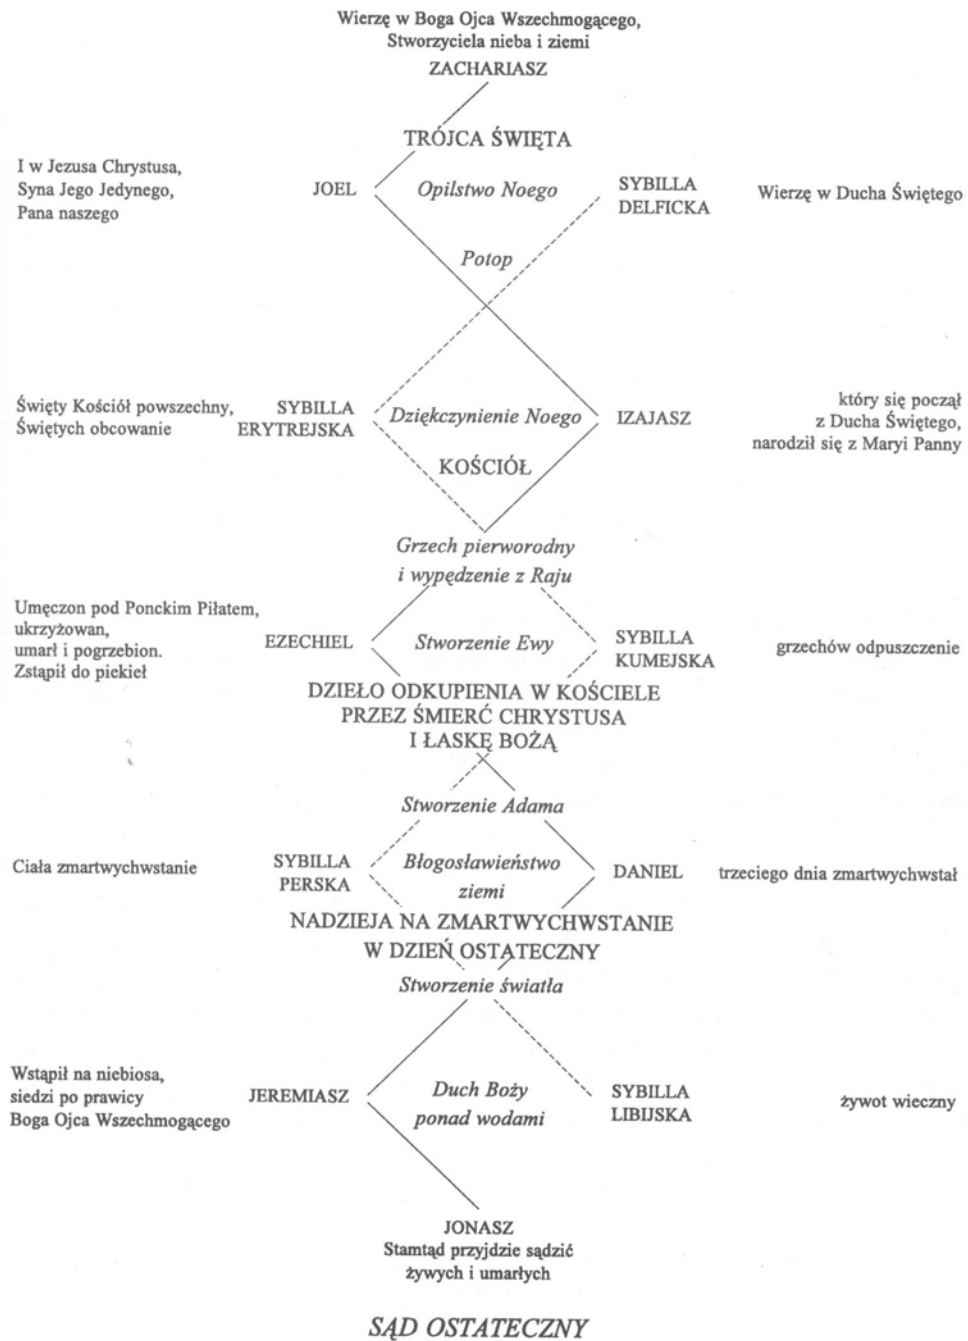 Wierzę w Boga Ojca Wszechmogącego,
Stworzyciela nieba i ziemi
ZACHARIASZ
TRÓJCA ŚWIĘTA
I w Jezusa Chrystusa,
Syna Jego Jedynego,
Pana naszego
JOEL
Opilstwo Noego
SYBILLA
DELFICKA
Wierzę w Ducha Świętego
Potop
Święty Kościół powszechny,
Świętych obcowanie
SYBILLA
ERYTREJSKA
Dziękczynienie Noego
IZAJASZ
który się począł
z Ducha Świętego,
narodził się z Maryi Panny
KOŚCIÓŁ
Grzech pierworodny
i wypędzenie z Raju
Umęczon pod Ponckim Piłatem,
ukrzyżowan,
umarł i pogrzebion.
Zstąpił do piekieł
EZECHIEL
Stworzenie Ewy
SYBILLA
KUMEJSKA
grzechów odpuszczenie
DZIEŁO ODKUPIENIA W KOŚCIELE
PRZEZ ŚMIERĆ CHRYSTUSA
I ŁASKĘ BOŻĄ
Stworzenie Adama
Ciała zmartwychwstanie
SYBILLA
PERSKA
Błogosławieństwo
ziemi
DANIEL
trzeciego dnia zmartwychwstał
NADZIEJA NA ZMARTWYCHWSTANIE
W DZIEŃ OSTATECZNY
Stworzenie światła
Wstąpił na niebiosa,
siedzi po prawicy
Boga Ojca Wszechmogącego
JEREMIASZ
Duch Boży
ponad wodami
SYBILLA
LIBIJSKA
żywot wieczny
JONASZ
Stamtąd przyjdzie sądzić
żywych i umarłych
SĄD OSTATECZNY